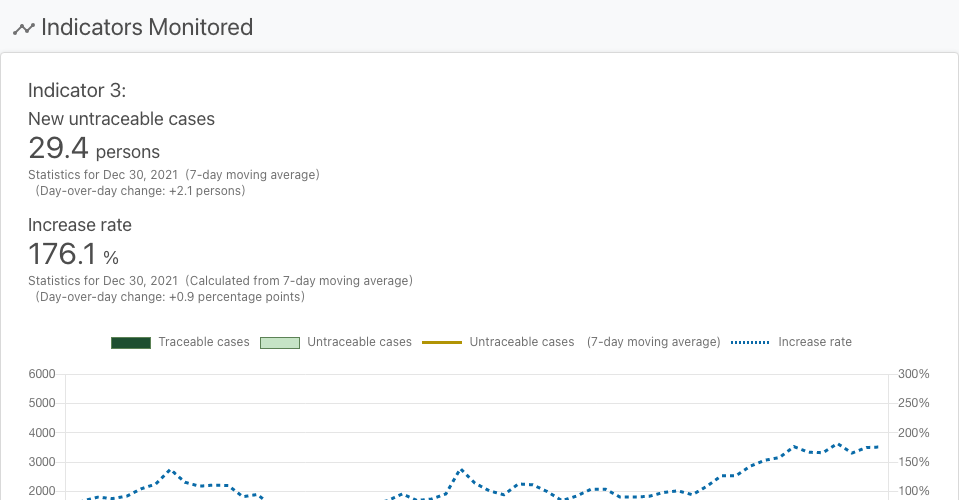 Indicators Monitored
Indicator 3:
New untraceable cases
29.4 persons
Statistics for Dec 30, 2021 (7-day moving average)
(Day-over-day change: +2.1 persons)
Increase rate
176.1 %
Statistics for Dec 30, 2021 (Calculated from 7-day moving average)
(Day-over-day change: +0.9 percentage points)
Traceable cases Untraceable cases Untraceable cases (7-day moving average) Increase rate
6000 300%
5000 250%
4000 200%
3000 150%
2000 100%